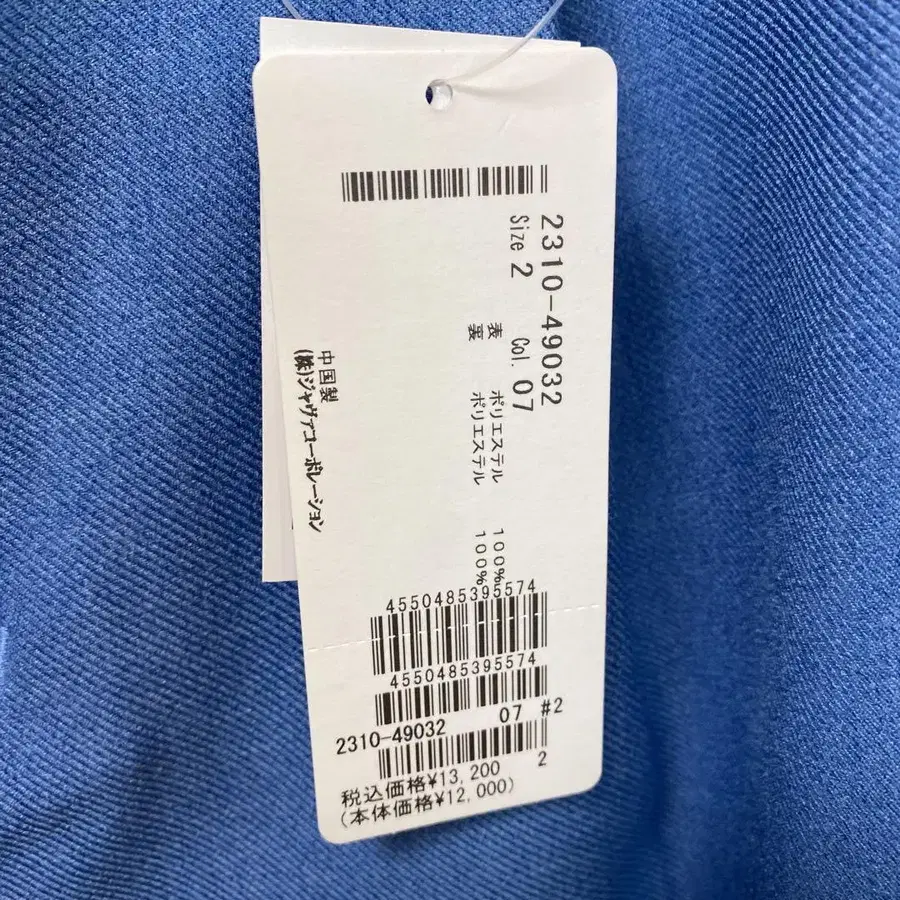 2310-49032
Size 2 Col. 07
表 ポリエステル 100%
裏 ポリエステル 100%
中国製
(株)ジャヴァコーポレーション
4550485395574
4550485395574
2310-49032 07 #2
2
税込価格¥13,200
(本体価格¥12,000)